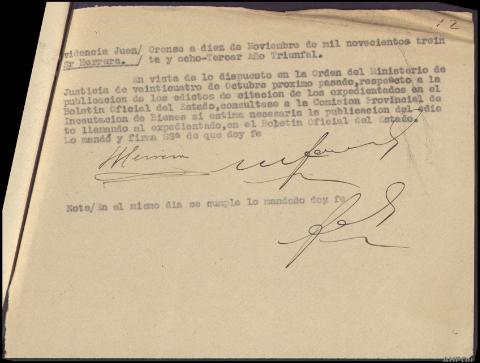 12
videncia Juez/ Orense a diez de Noviembre de mil novecientos trein
Sr Herrera. / ta y ocho-Tercer Año Triunfal.
En vista de lo dispuesto en la Orden del Ministerio de
Justicia de veinticuatro de Octubre proximo pasado, respecto a la
publicacion de los edictos de citacion de los expedientados en el
Boletin Oficial del Estado, consultese a la Comision Provincial de
Incautacion de Bienes si estima necesaria la publicacion del edic
to llamando al expedientado, en el Boletin Oficial del Estado.
Lo mandó y firma SSª de que doy fe
Herrera
Nota/ En el mismo dia se cumple lo mandado doy fe